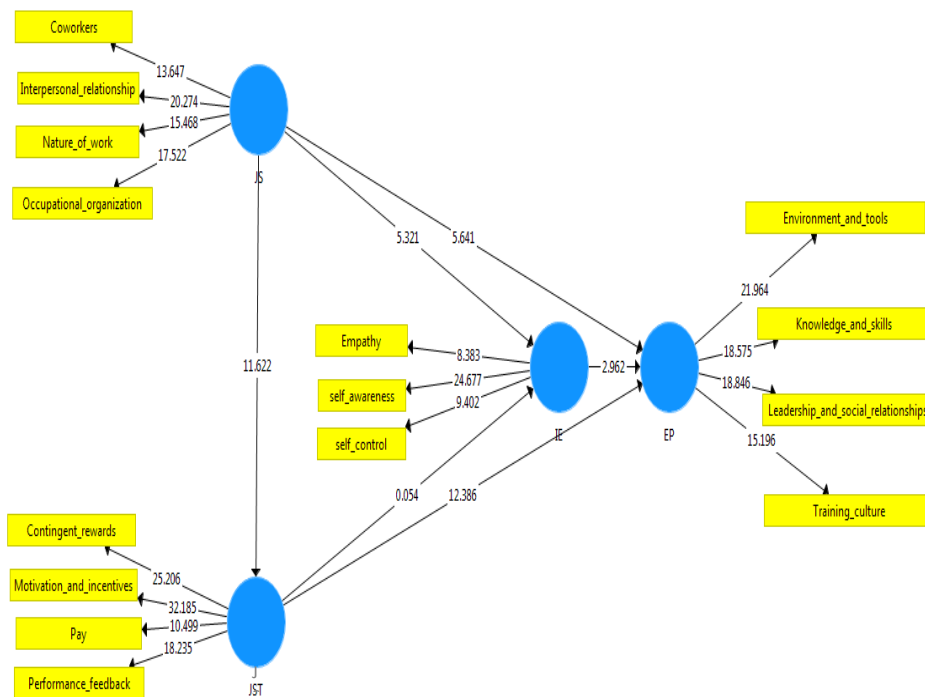 Coworkers
13.647
Interpersonal_relationship
20.274
15.468
Nature_of_work
17.522
JS
Occupational_organization
Environment_and_tools
5.321
5.641
21.964
Knowledge_and_skills
Empathy
18.575
8.383
11.622
2.962
24.677
18.846
self_awareness
9.402
Leadership_and_social_relationships
IE
EP
self_control
15.196
0.054
12.386
Training_culture
Contingent_rewards
25.206
Motivation_and_incentives
32.185
10.499
Pay
18.235
Performance_feedback
J
JST